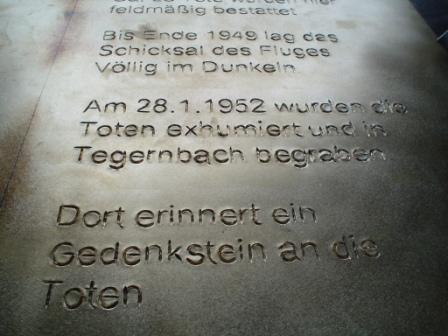 wurden
feldmäßig bestattet
Bis Ende 1949 lag das
Schicksal des Fluges
Völlig im Dunkeln
Am 28.1.1952 wurden die
Toten exhumiert und in
Tegernbach begraben
Dort erinnert ein
Gedenkstein an die
Toten